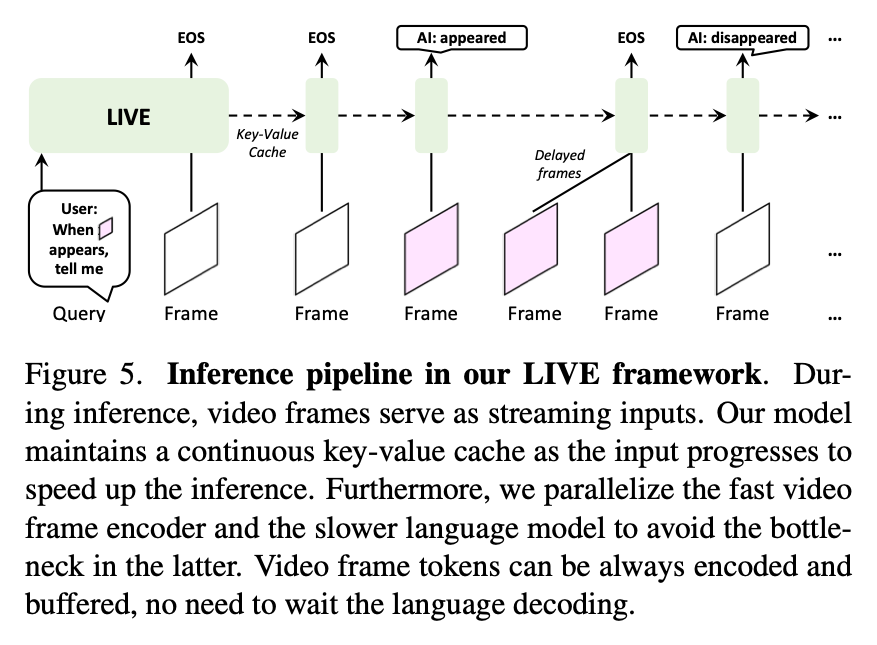 EOS EOS AI: appeared EOS AI: disappeared ...
LIVE
Key-Value
Cache
...
Delayed
frames
User:
When
appears,
tell me
...
Query Frame Frame Frame Frame Frame Frame ...
Figure 5. Inference pipeline in our LIVE framework. Dur-
ing inference, video frames serve as streaming inputs. Our model
maintains a continuous key-value cache as the input progresses to
speed up the inference. Furthermore, we parallelize the fast video
frame encoder and the slower language model to avoid the bottle-
neck in the latter. Video frame tokens can be always encoded and
buffered, no need to wait the language decoding.